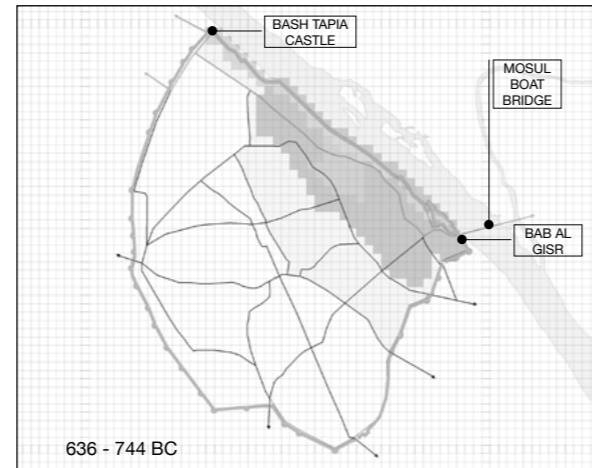 BASH TAPIA
CASTLE
MOSUL
BOAT
BRIDGE
BAB AL
GISR
636 - 744 BC